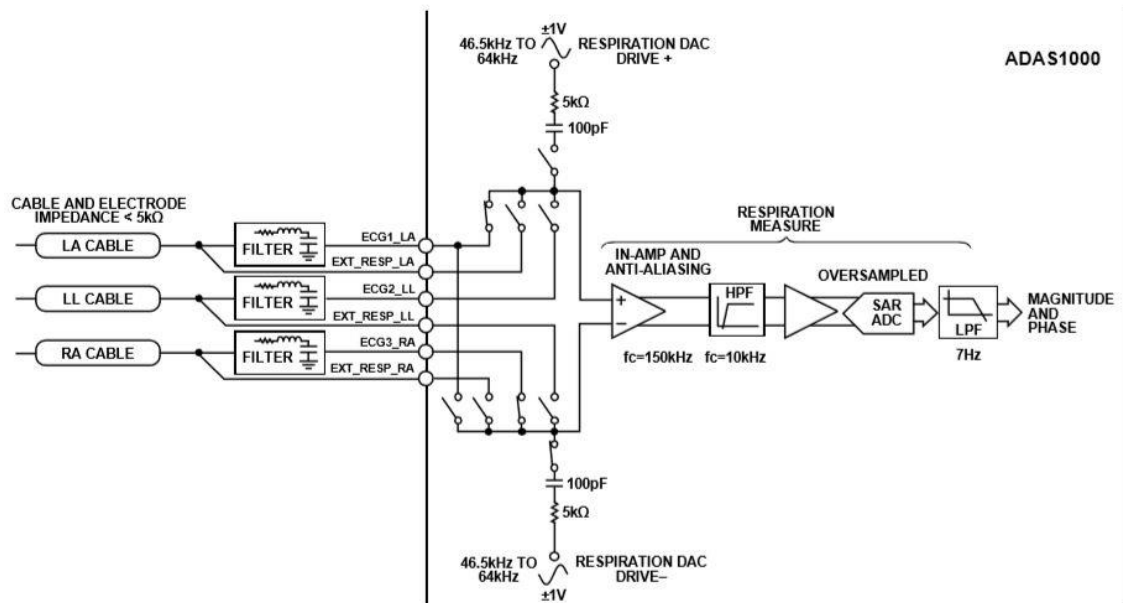 ±1V
46.5kHz TO
64kHz
RESPIRATION DAC
DRIVE +
ADAS1000
5kΩ
100pF
CABLE AND ELECTRODE
IMPEDANCE < 5kΩ
RESPIRATION
MEASURE
LA CABLE
FILTER
ECG1_LA
EXT_RESP_LA
IN-AMP AND
ANTI-ALIASING
OVERSAMPLED
LL CABLE
FILTER
ECG2_LL
EXT_RESP_LL
+
−
HPF
SAR
ADC
LPF
MAGNITUDE
AND
PHASE
RA CABLE
FILTER
ECG3_RA
EXT_RESP_RA
fc=150kHz
fc=10kHz
7Hz
100pF
5kΩ
46.5kHz TO
64kHz
RESPIRATION DAC
DRIVE–
±1V